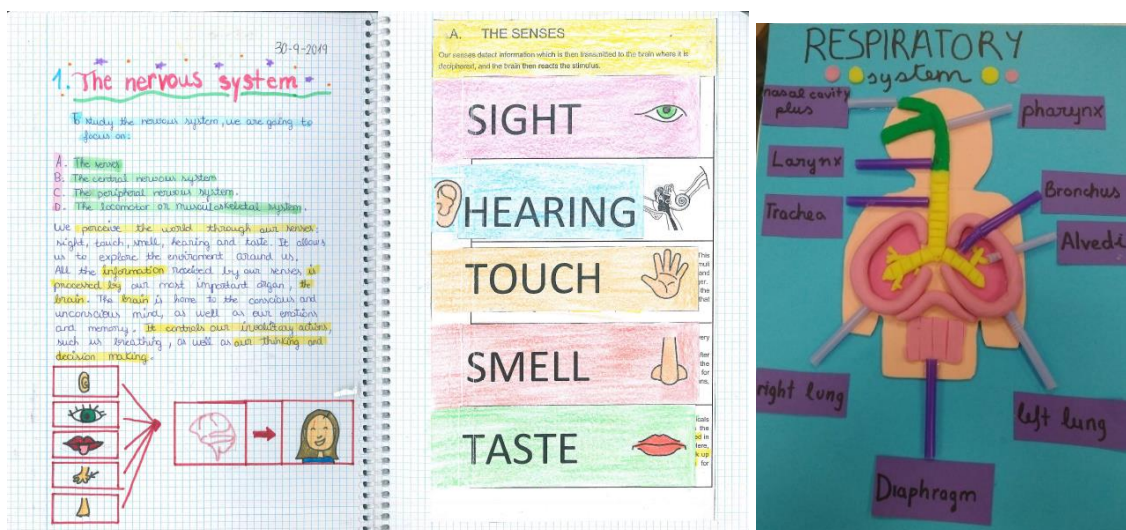 30-9-2019
1. The nervous system
To study the nervous system, we are going to
focus on:
A. The senses
B. The central nervous system
C. The peripheral nervous system.
D. The locomotor or musculoskeletal system.
We perceive the world through our senses:
sight, touch, smell, hearing and taste. It allows
us to explore the enviroment around us.
All the information received by our senses is
processed by our most important organ, the
brain. The brain is home to the conscious and
unconscious mind, as well as our emotions
and memory. It controls our involutary actions,
such us breathing, as well as our thinking and
decision making.
A. THE SENSES
Our senses detect information which is then transmitted to the brain where it is
deciphered, and the brain then reacts the stimulus.
SIGHT
HEARING
TOUCH
SMELL
TASTE
RESPIRATORY
system
nasal cavity
plus
pharynx
Larynx
Bronchus
Trachea
Alveoli
right lung
left lung
Diaphragm